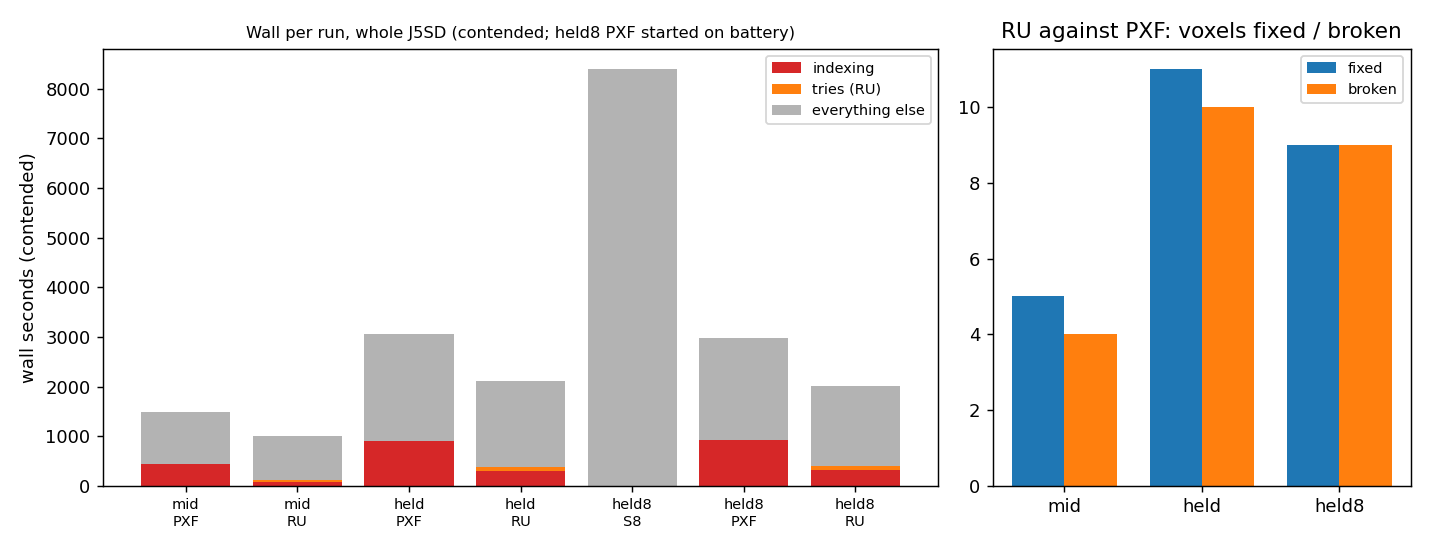 Wall per run, whole J5SD (contended; held8 PXF started on battery)
wall seconds (contended)
8000
7000
6000
5000
4000
3000
2000
1000
0
indexing
tries (RU)
everything else
mid
PXF
mid
RU
held
PXF
held
RU
held8
S8
held8
PXF
held8
RU
RU against PXF: voxels fixed / broken
10
8
6
4
2
0
fixed
broken
mid
held
held8